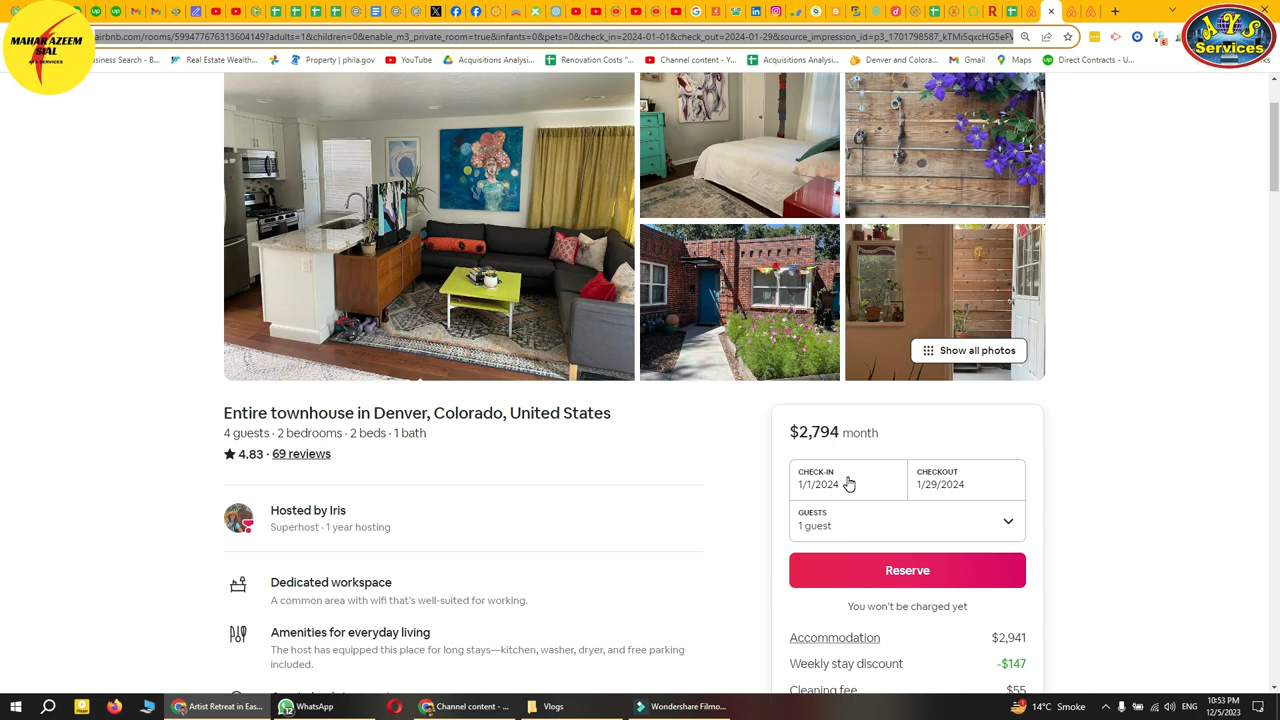 MAHAR AZEEM
SIAL
AYS SERVICES
AYS
Services
airbnb.com/rooms/599477676313604149?adults=1&children=0&enable_m3_private_room=true&infants=0&pets=0&check_in=2024-01-01&check_out=2024-01-29&source_impression_id=p3_1701798587_kTMi5qxcHG5eFV
usiness Search - B...
Real Estate Wealth...
Property | phila.gov
YouTube
Acquisitions Analysi...
Renovation Costs "...
Channel content - Y...
Acquisitions Analysi...
Denver and Colora...
Gmail
Maps
Direct Contracts - U...
Show all photos
Entire townhouse in Denver, Colorado, United States
4 guests · 2 bedrooms · 2 beds · 1 bath
4.83 · 69 reviews
Hosted by Iris
Superhost · 1 year hosting
Dedicated workspace
A common area with wifi that's well-suited for working.
Amenities for everyday living
The host has equipped this place for long stays—kitchen, washer, dryer, and free parking
included.
$2,794 month
CHECK-IN
1/1/2024
CHECKOUT
1/29/2024
GUESTS
1 guest
Reserve
You won't be charged yet
Accommodation $2,941
Weekly stay discount -$147
Cleaning fee $55
Artist Retreat in Eas...
12
WhatsApp
Channel content - ...
Vlogs
Wondershare Filmo...
14°C Smoke
ENG
10:53 PM
12/5/2023